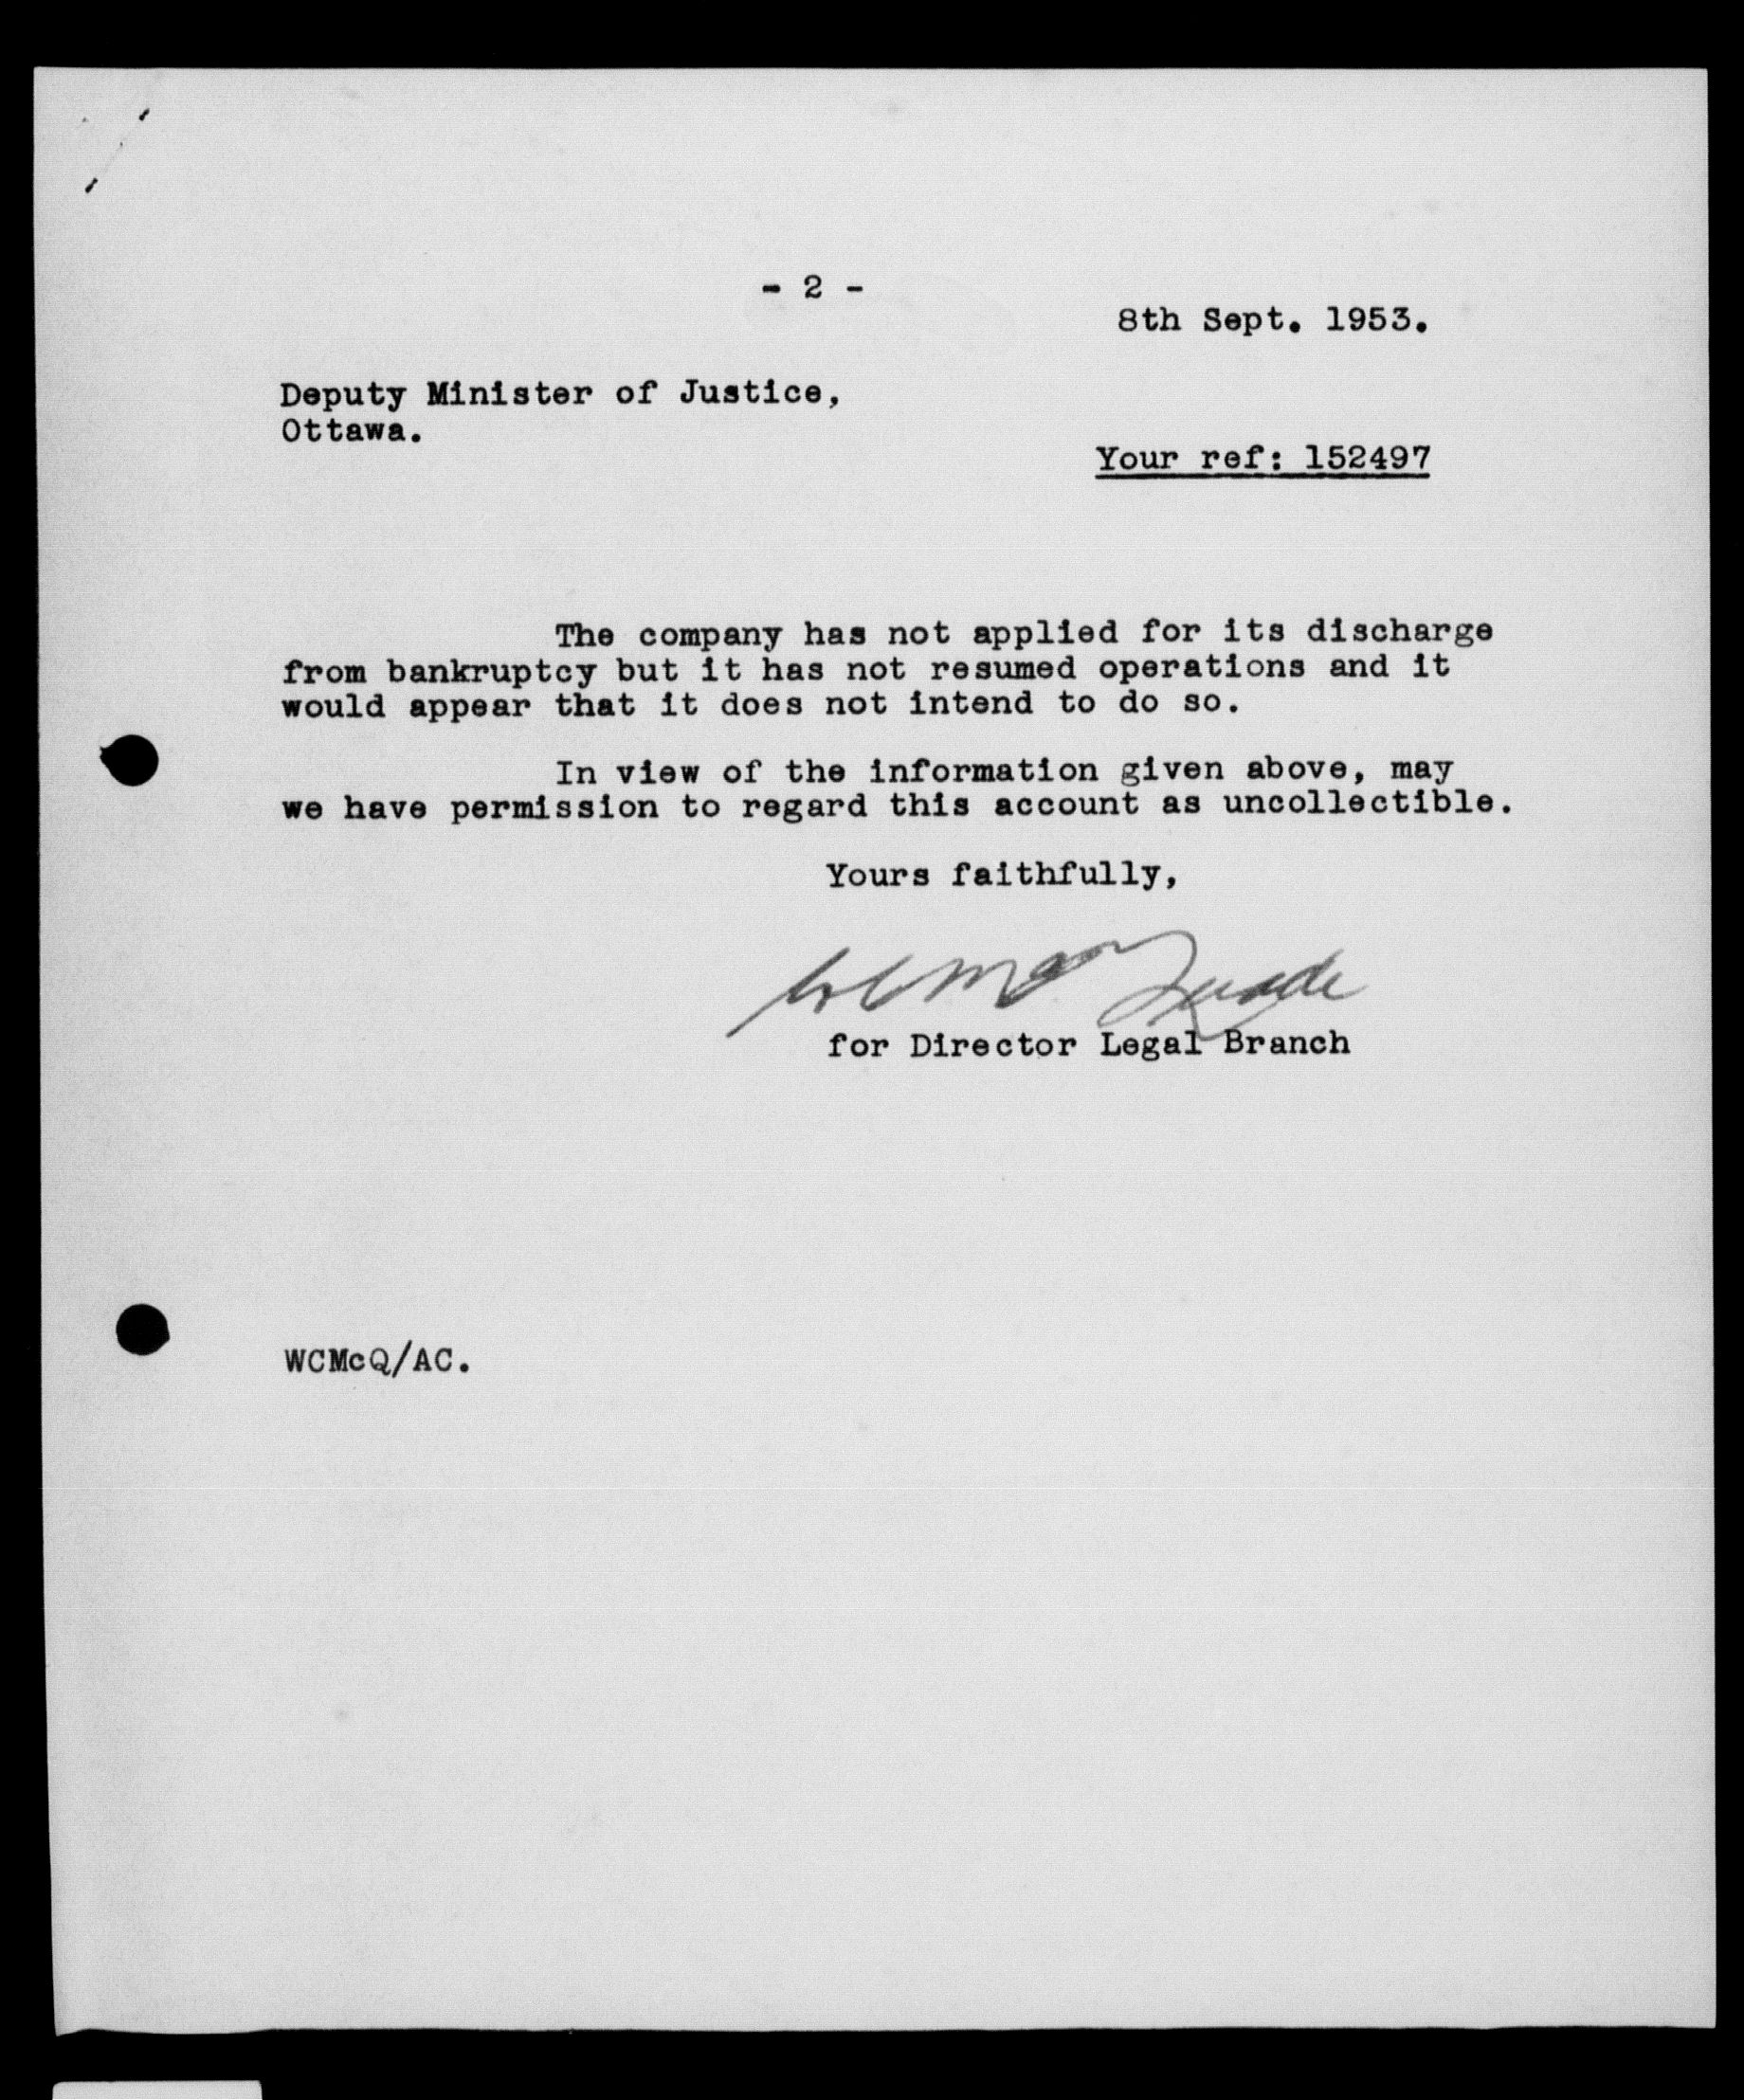 - 2 -
8th Sept. 1953.
Deputy Minister of Justice,
Ottawa.
Your ref: 152497
The company has not applied for its discharge
from bankruptcy but it has not resumed operations and it
would appear that it does not intend to do so.
In view of the information given above, may
we have permission to regard this account as uncollectible.
Yours faithfully,
WC McQuade
for Director Legal Branch
WCMcQ/AC.